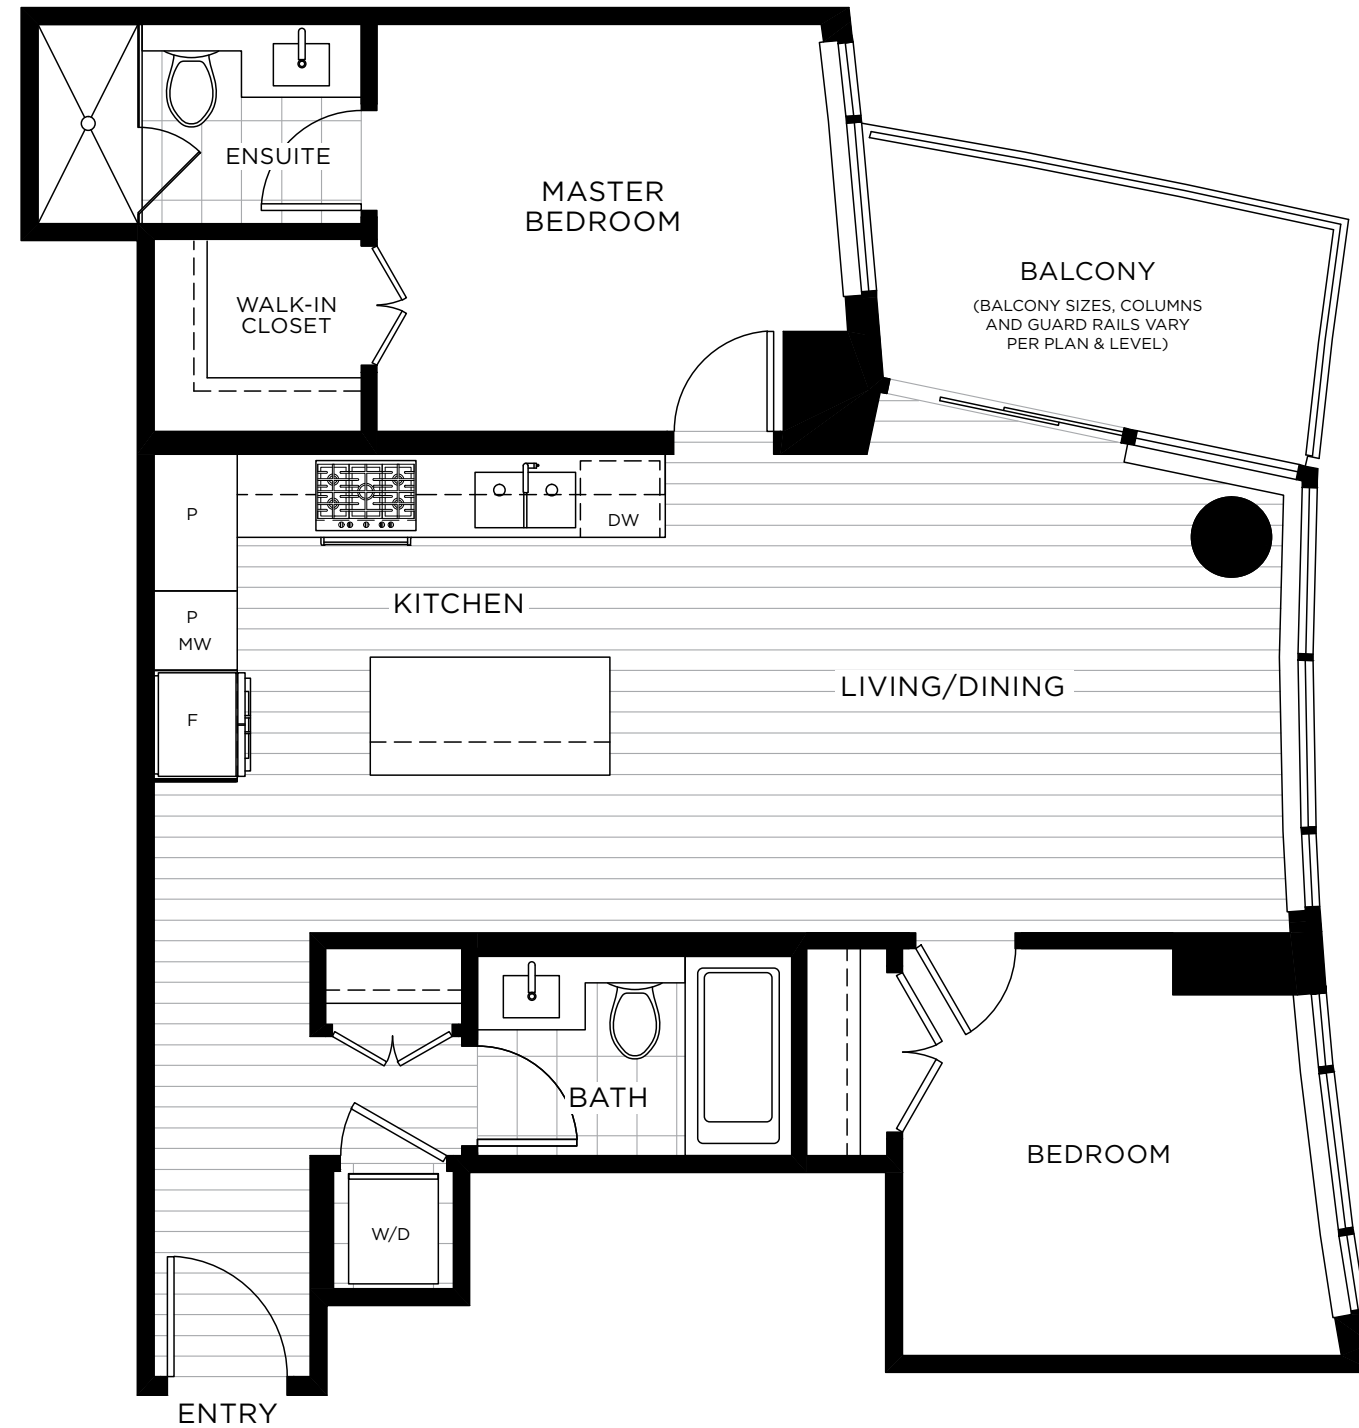 ENSUITE
MASTER
BEDROOM
BALCONY
(BALCONY SIZES, COLUMNS
AND GUARD RAILS VARY
PER PLAN & LEVEL)
WALK-IN
CLOSET
P
DW
KITCHEN
P
MW
LIVING/DINING
F
BATH
BEDROOM
W/D
ENTRY